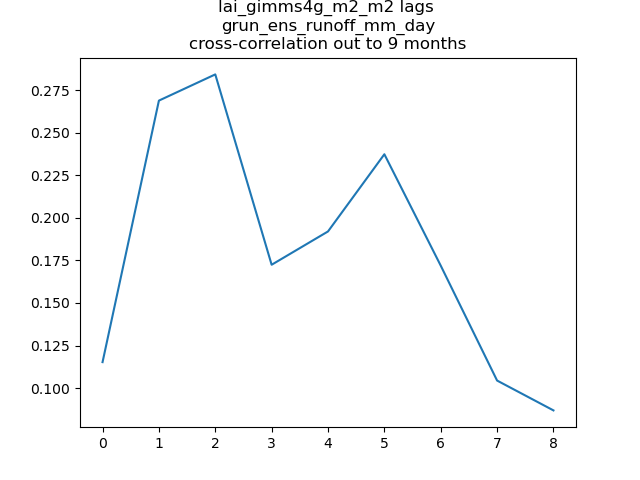 lai_gimms4g_m2_m2 lags
grun_ens_runoff_mm_day
cross-correlation out to 9 months
0.275
0.250
0.225
0.200
0.175
0.150
0.125
0.100
0 1 2 3 4 5 6 7 8